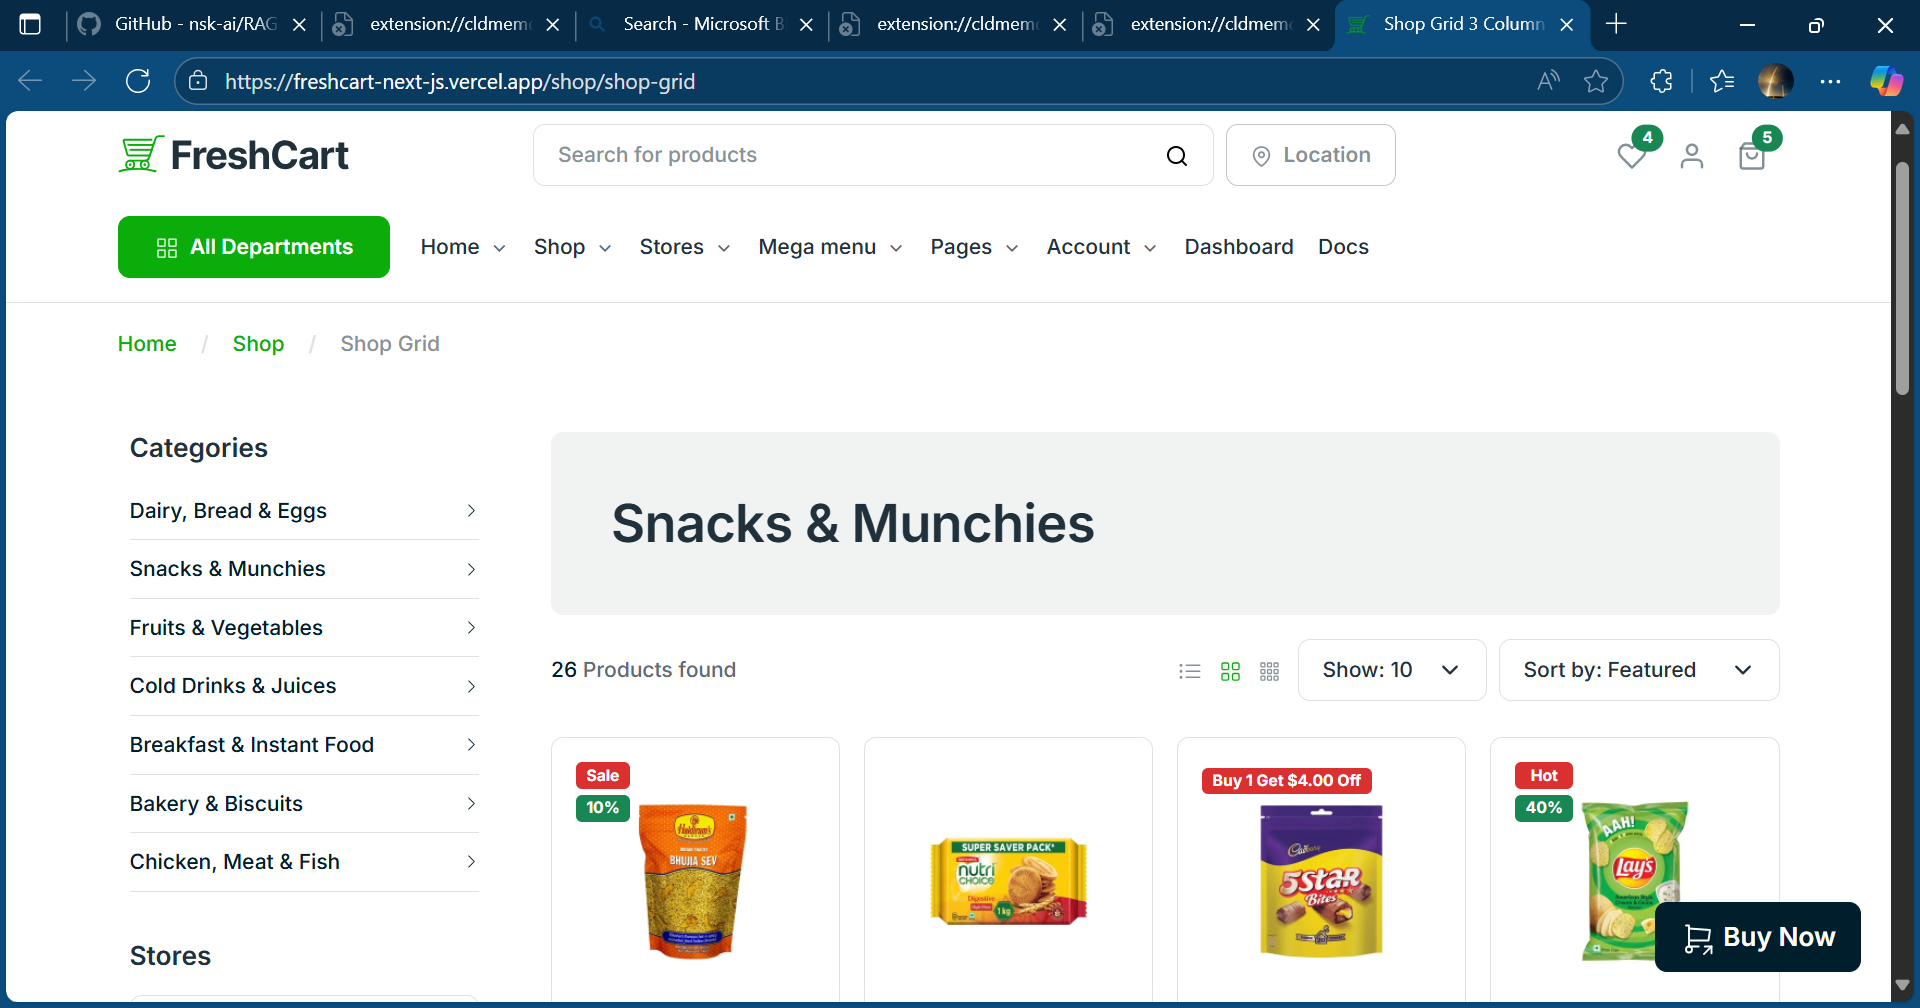 GitHub - nsk-ai/RAG
extension://cldmem
Search - Microsoft B
extension://cldmem
extension://cldmem
Shop Grid 3 Column
https://freshcart-next-js.vercel.app/shop/shop-grid
FreshCart
Search for products
Location
4
5
All Departments
Home
Shop
Stores
Mega menu
Pages
Account
Dashboard
Docs
Home / Shop / Shop Grid
Categories
Dairy, Bread & Eggs
Snacks & Munchies
Fruits & Vegetables
Cold Drinks & Juices
Breakfast & Instant Food
Bakery & Biscuits
Chicken, Meat & Fish
Stores
Snacks & Munchies
26 Products found
Show: 10
Sort by: Featured
Sale
10%
Haldiram's
BHUJIA SEV
SUPER SAVER PACK*
nutri
CHOICE
Digestive
1kg
Buy 1 Get $4.00 Off
Cadbury
5Star
Bites
Hot
40%
AAH!
Lay's
Buy Now